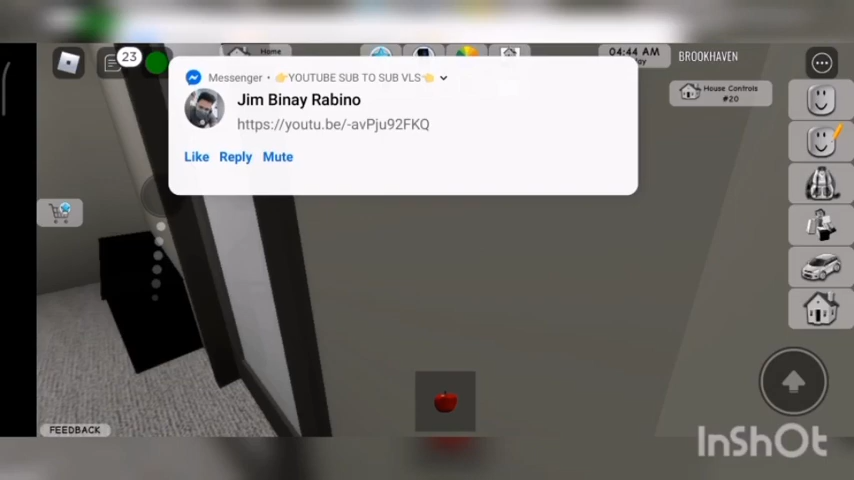 23
Home
04:44 AM
BROOKHAVEN
Messenger • 👉YOUTUBE SUB TO SUB VLS👈
Jim Binay Rabino
https://youtu.be/-avPju92FKQ
Like Reply Mute
House Controls
#20
FEEDBACK
InShOt